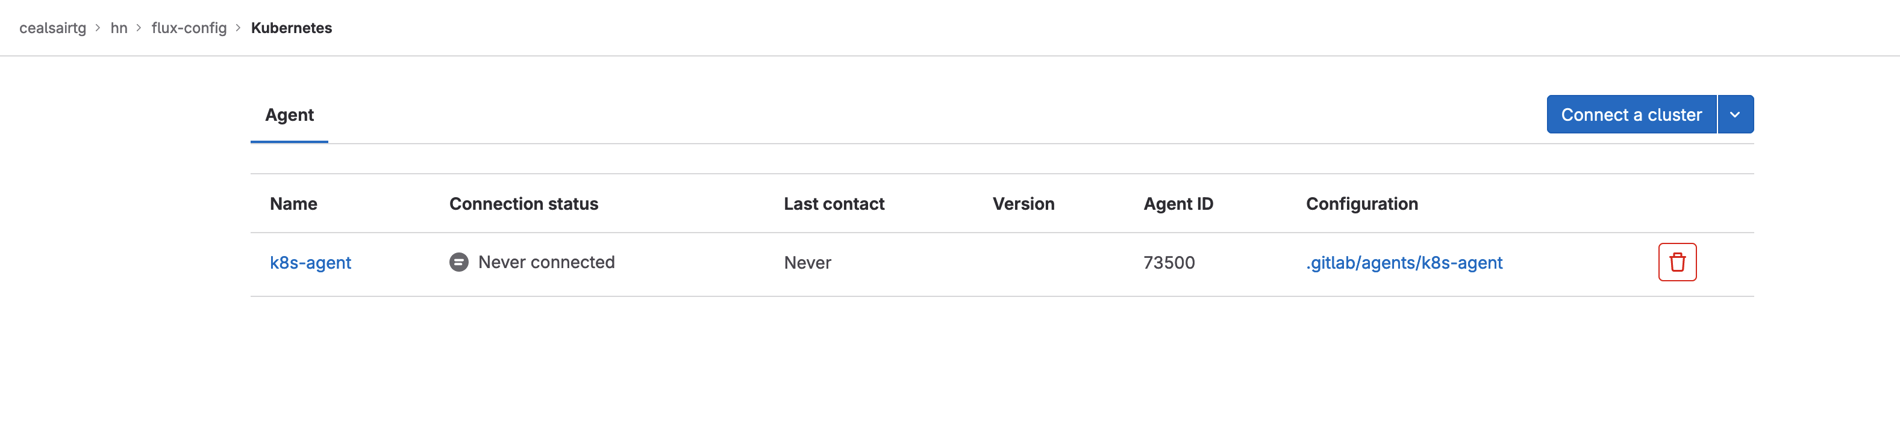 cealsairtg > hn > flux-config > Kubernetes
Agent
Connect a cluster
Name Connection status Last contact Version Agent ID Configuration
k8s-agent Never connected Never 73500 .gitlab/agents/k8s-agent